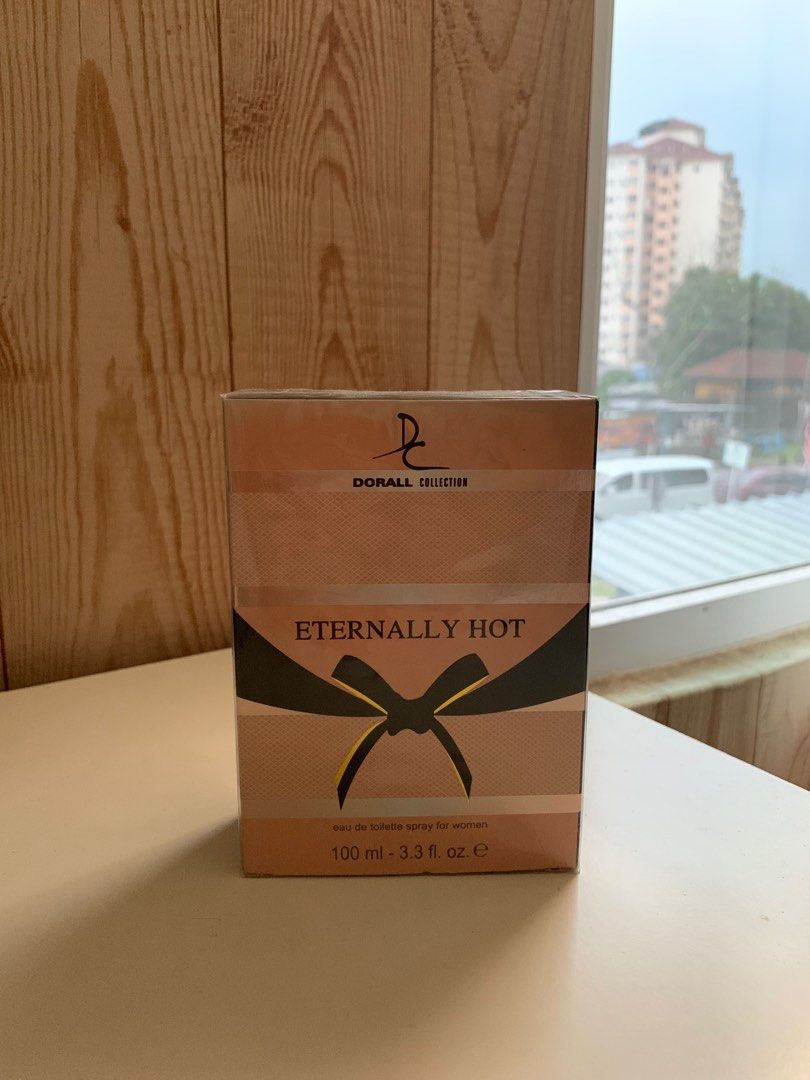 DC
DORALL COLLECTION
ETERNALLY HOT
eau de toilette spray for women
100 ml - 3.3 fl. oz. ℮